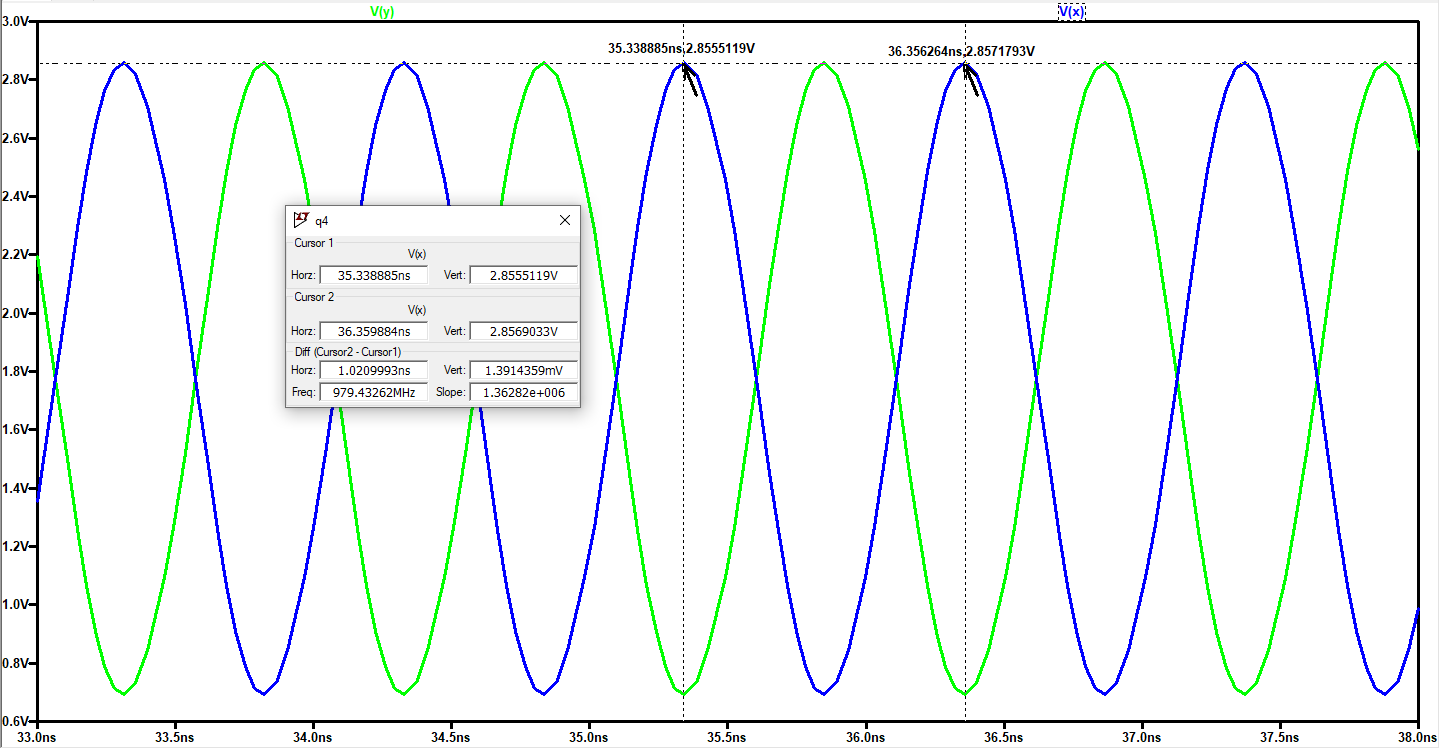 V(y) V(x)
3.0V
35.338885ns,2.8555119V 36.356264ns,2.8571793V
2.8V
2.6V
2.4V
2.2V
2.0V
1.8V
1.6V
1.4V
1.2V
1.0V
0.8V
0.6V
q4
Cursor 1
V(x)
Horz: 35.338885ns Vert: 2.8555119V
Cursor 2
V(x)
Horz: 36.359884ns Vert: 2.8569033V
Diff (Cursor2 - Cursor1)
Horz: 1.0209993ns Vert: 1.3914359mV
Freq: 979.43262MHz Slope: 1.36282e+006
33.0ns 33.5ns 34.0ns 34.5ns 35.0ns 35.5ns 36.0ns 36.5ns 37.0ns 37.5ns 38.0ns